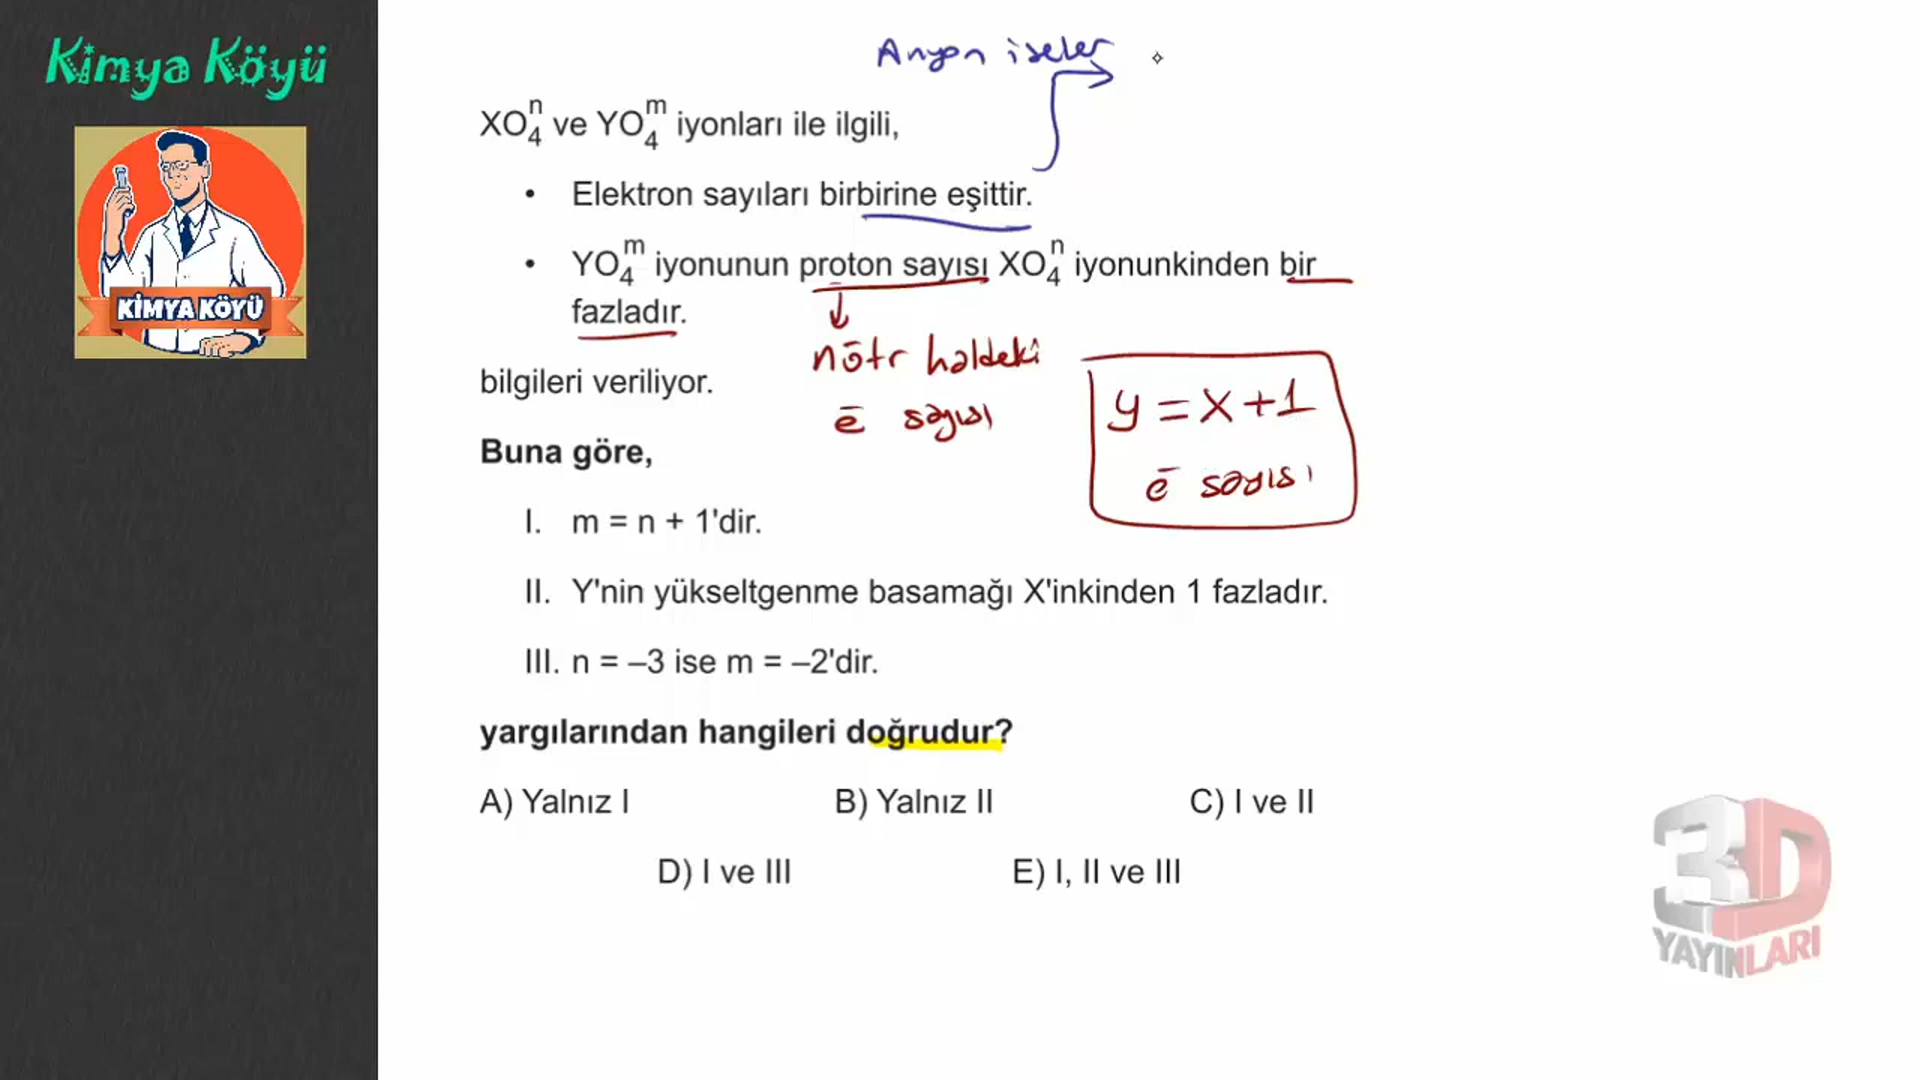 Kimya Köyü
KİMYA KÖYÜ
Anyon iseler
XO₄ⁿ ve YO₄ᵐ iyonları ile ilgili,
• Elektron sayıları birbirine eşittir.
• YO₄ᵐ iyonunun proton sayısı XO₄ⁿ iyonunkinden bir
fazladır.
nötr haldeki
ē sayısı
bilgileri veriliyor.
y = x + 1
ē sayısı
Buna göre,
I. m = n + 1'dir.
II. Y'nin yükseltgenme basamağı X'inkinden 1 fazladır.
III. n = –3 ise m = –2'dir.
yargılarından hangileri doğrudur?
A) Yalnız I B) Yalnız II C) I ve II
D) I ve III E) I, II ve III
3D
YAYINLARI